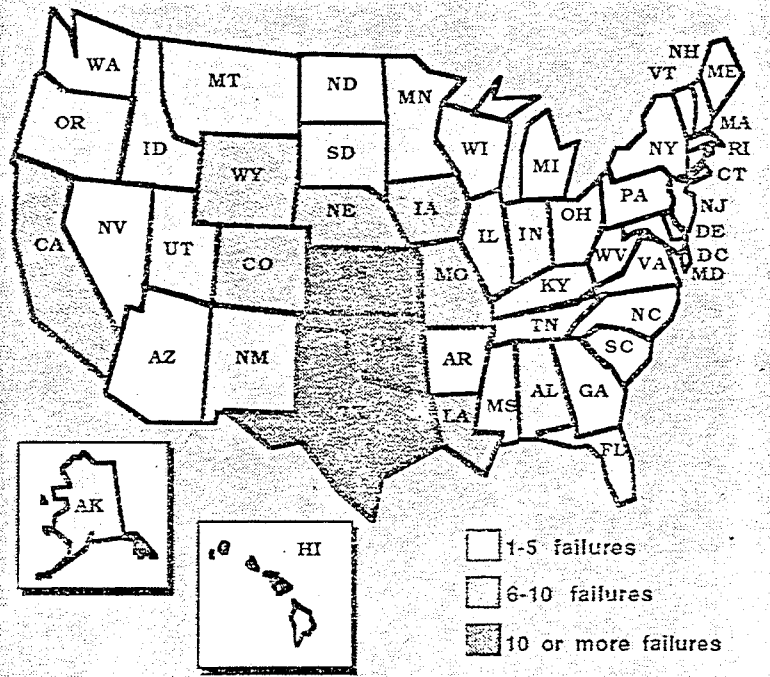 NH
WA
VT
ME
MT
ND
MN
OR
MA
ID
SD
WI
NY
RI
WY
MI
CT
PA
NE
IA
NJ
OH
NV
IL
IN
DE
CA
UT
WV
DC
CO
VA
MO
MD
KY
NC
TN
AZ
NM
AR
SC
AL
GA
MS
LA
FL
AK
HI
1-5 failures
6-10 failures
10 or more failures